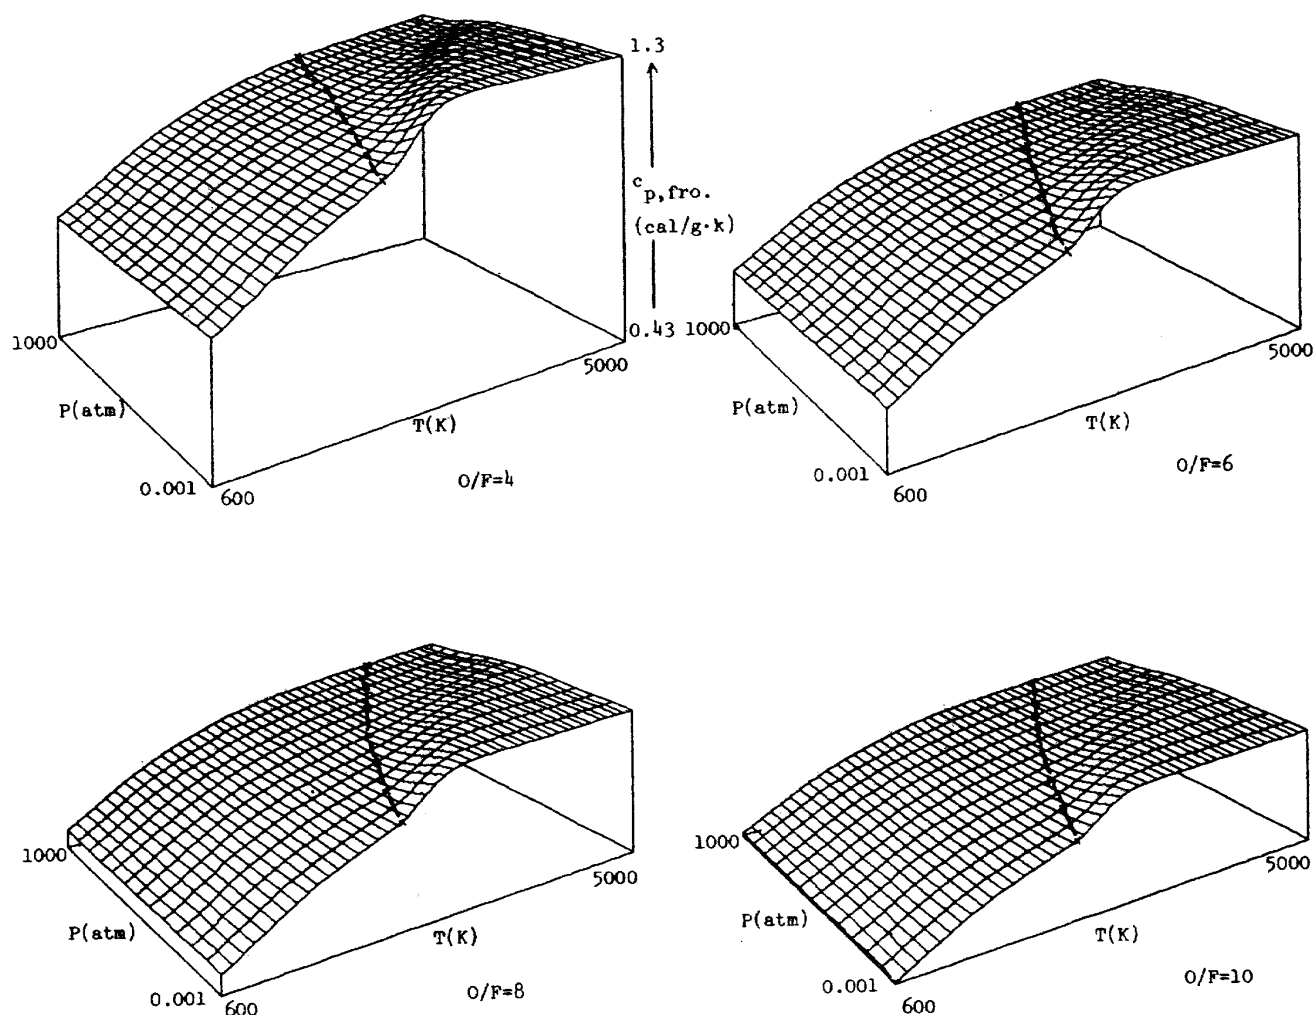 1.3
c p,fro.
(cal/g·k)
0.43
1000
5000
P(atm)
T(K)
0.001
600
O/F=4
1000
5000
P(atm)
T(K)
0.001
600
O/F=6
1000
5000
P(atm)
T(K)
0.001
600
O/F=8
1000
5000
P(atm)
T(K)
0.001
600
O/F=10